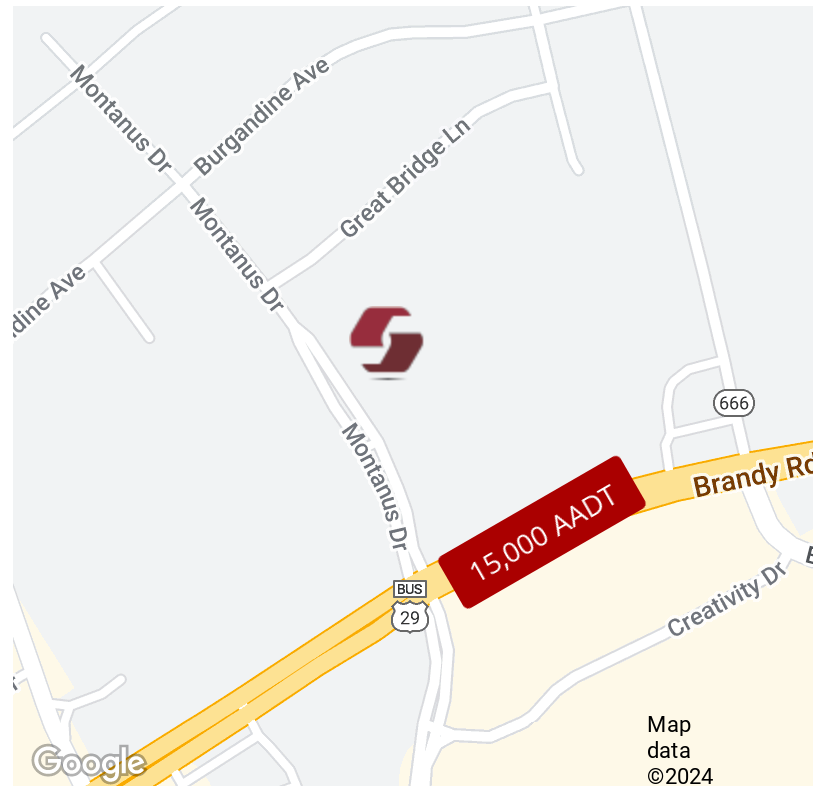 Montanus Dr
Burgandine Ave
Great Bridge Ln
Montanus Dr
dine Ave
666
Montanus Dr
Brandy Rd
15,000 AADT
BUS
29
Creativity Dr
Map
data
©2024
Google